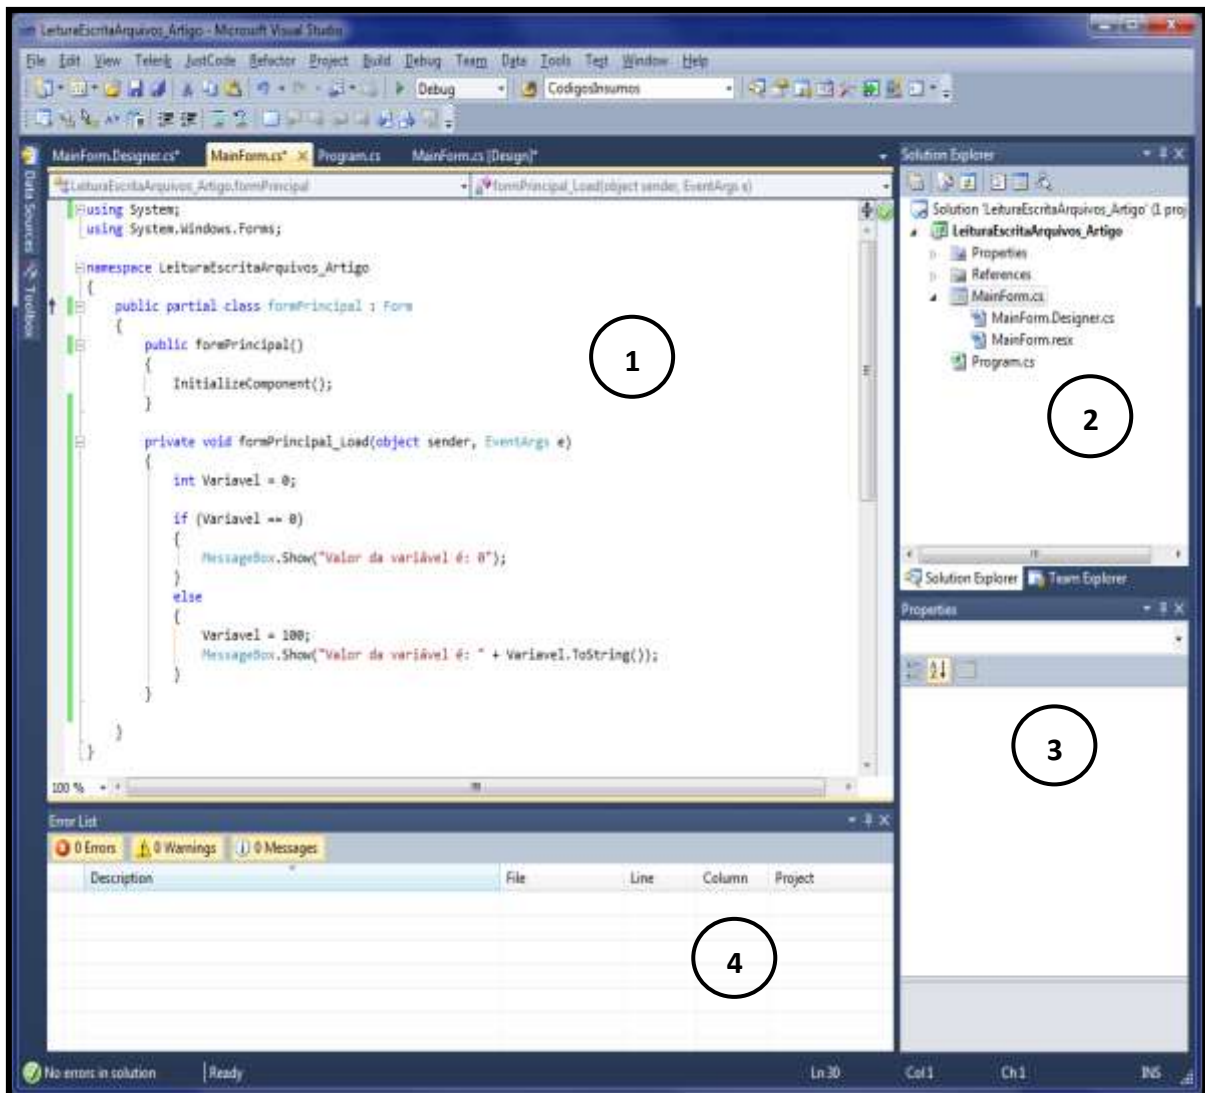 LeituraEscritaArquivos_Artigo - Microsoft Visual Studio
File Edit View Telerik JustCode Refactor Project Build Debug Team Data Tools Test Window Help
Debug CodigosInsumos
MainForm.Designer.cs* MainForm.cs* Program.cs MainForm.cs [Design]*
LeituraEscritaArquivos_Artigo.formPrincipal formPrincipal_Load(object sender, EventArgs e)
using System;
using System.Windows.Forms;
namespace LeituraEscritaArquivos_Artigo
{
public partial class formPrincipal : Form
{
public formPrincipal()
{
InitializeComponent();
}
private void formPrincipal_Load(object sender, EventArgs e)
{
int Variavel = 0;
if (Variavel == 0)
{
MessageBox.Show("Valor da variável é: 0");
}
else
{
Variavel = 100;
MessageBox.Show("Valor da variável é: " + Variavel.ToString());
}
}
}
}
1
100 %
Data Sources
Toolbox
Solution Explorer
Solution 'LeituraEscritaArquivos_Artigo' (1 proj
LeituraEscritaArquivos_Artigo
Properties
References
MainForm.cs
MainForm.Designer.cs
MainForm.resx
Program.cs
2
Solution Explorer Team Explorer
Properties
3
Error List
0 Errors 0 Warnings 0 Messages
Description File Line Column Project
4
No errors in solution Ready Ln 30 Col 1 Ch 1 INS